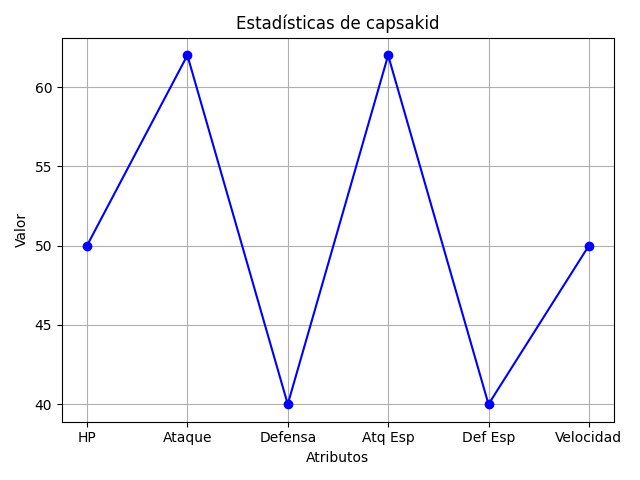 Estadísticas de capsakid
Valor
60
55
50
45
40
HP Ataque Defensa Atq Esp Def Esp Velocidad
Atributos